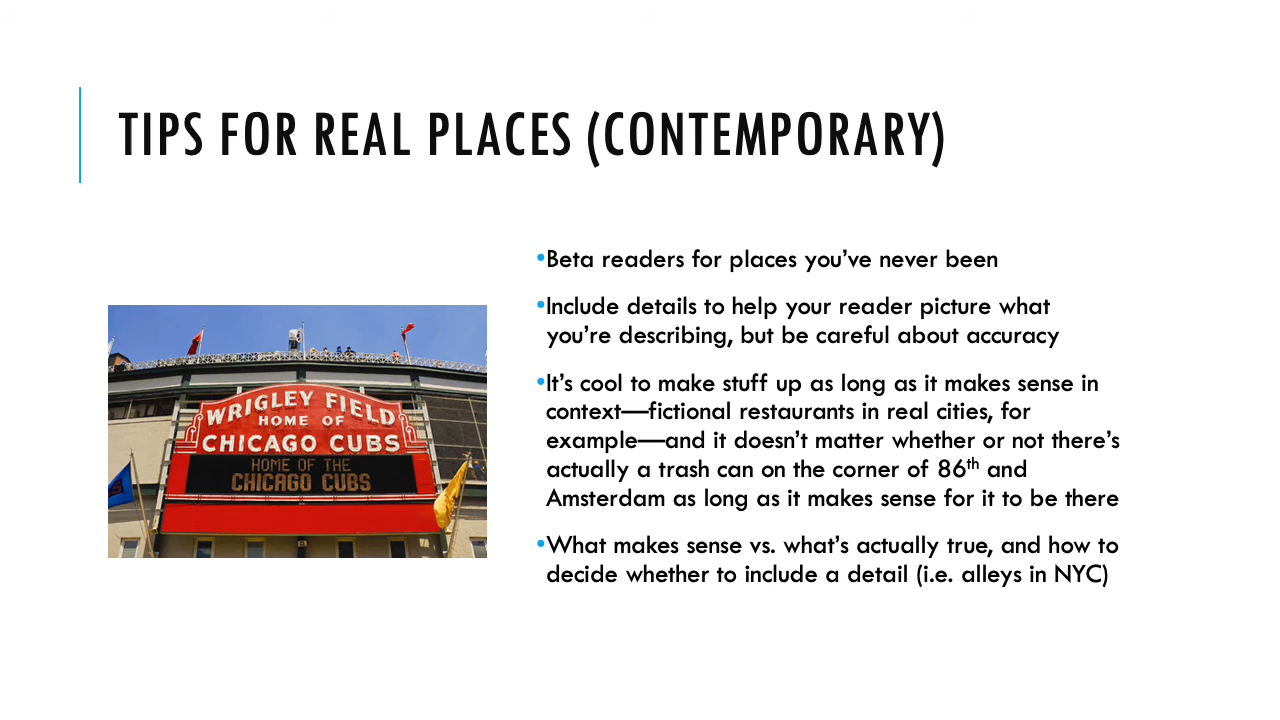 TIPS FOR REAL PLACES (CONTEMPORARY)
WRIGLEY FIELD
HOME OF
CHICAGO CUBS
HOME OF THE
CHICAGO CUBS
•Beta readers for places you’ve never been
•Include details to help your reader picture what
you’re describing, but be careful about accuracy
•It’s cool to make stuff up as long as it makes sense in
context—fictional restaurants in real cities, for
example—and it doesn’t matter whether or not there’s
actually a trash can on the corner of 86th and
Amsterdam as long as it makes sense for it to be there
•What makes sense vs. what’s actually true, and how to
decide whether to include a detail (i.e. alleys in NYC)